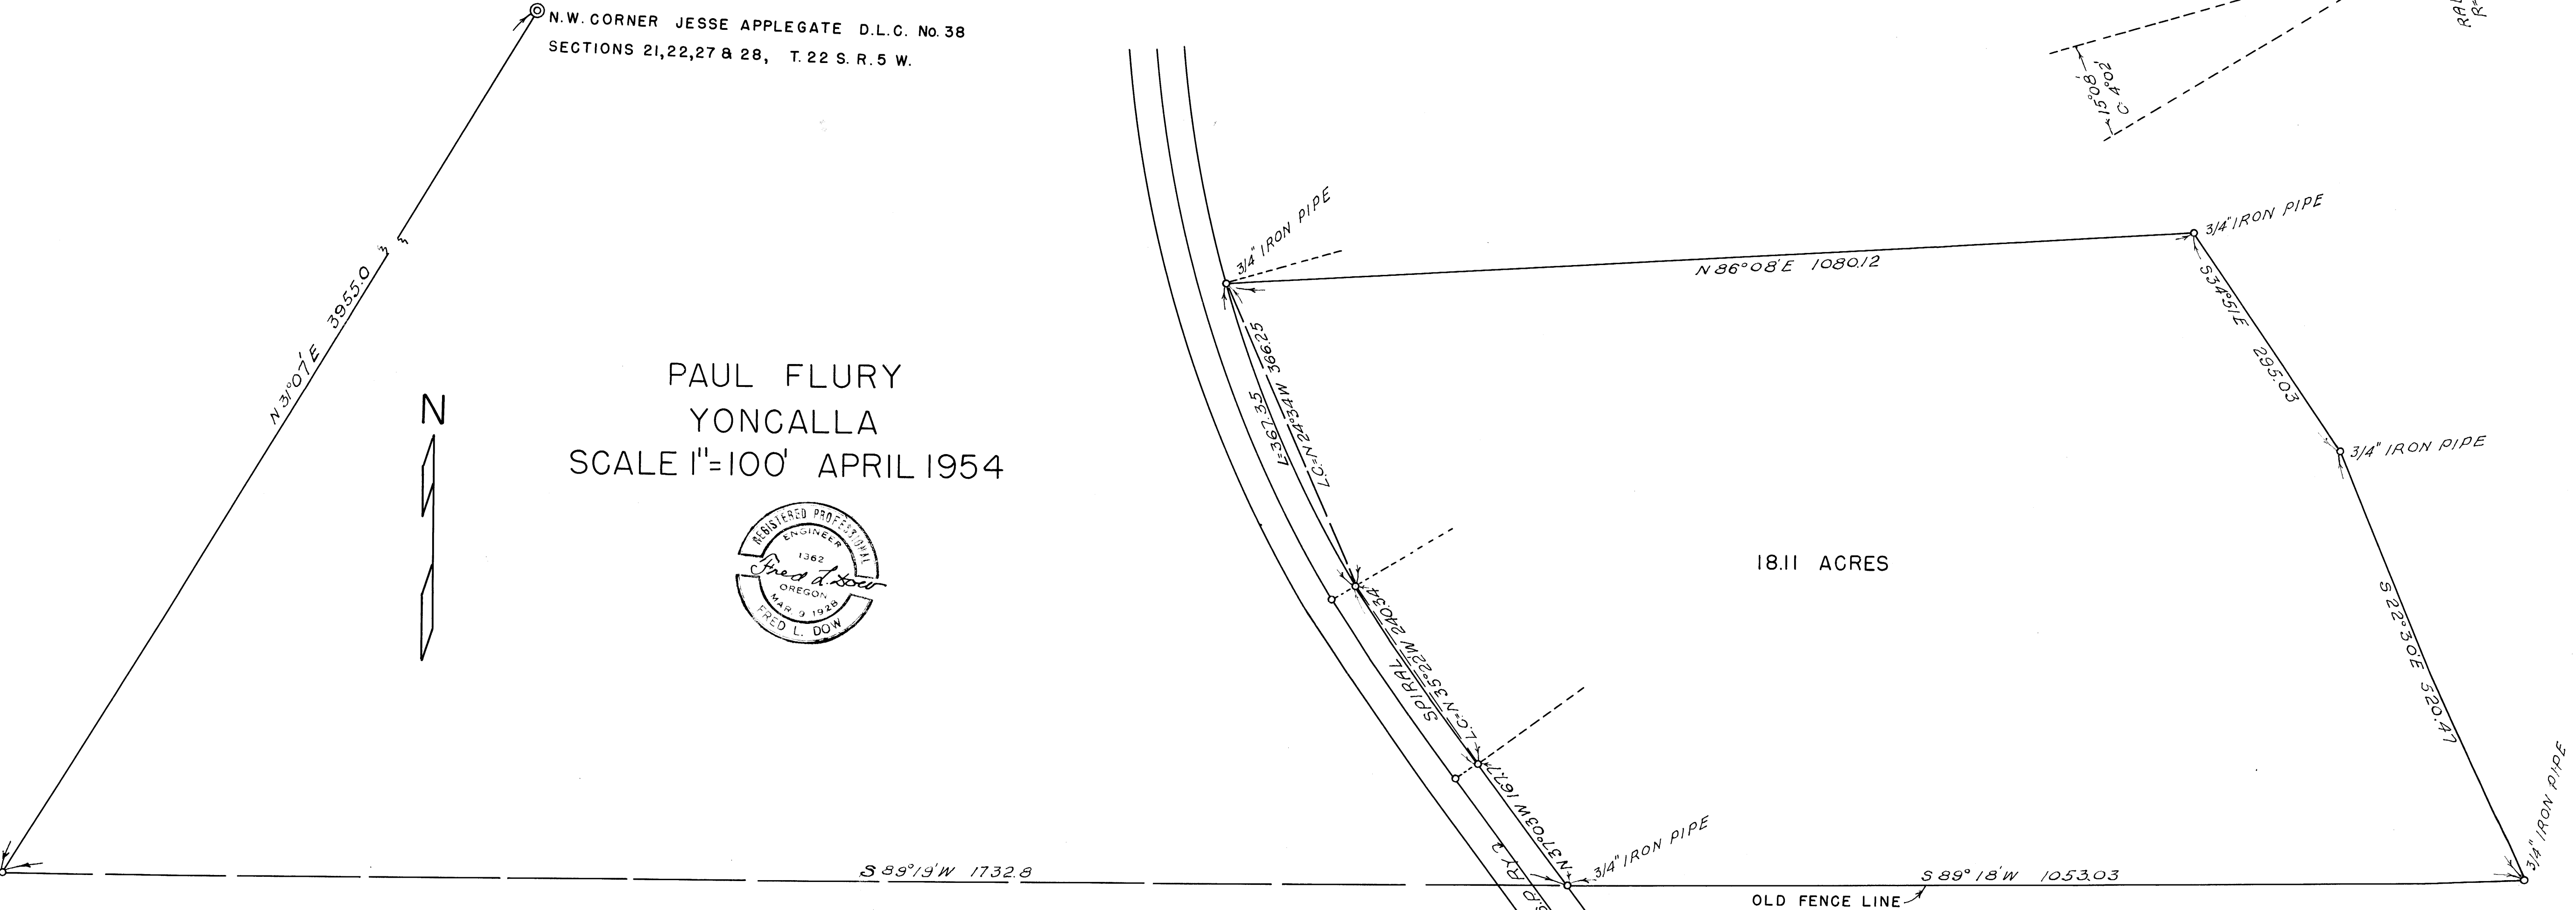 N.W. CORNER JESSE APPLEGATE D.L.C. No. 38
SECTIONS 21,22,27 & 28, T. 22 S. R. 5 W.
15°08'
C 4°02'
N 31°07'E 3955.0
N
PAUL FLURY
YONCALLA
SCALE 1"=100' APRIL 1954
REGISTERED PROFESSIONAL
ENGINEER
1362
Fred L. Dow
OREGON
MAR. 9 1928
FRED L. DOW
3/4" IRON PIPE
N 86°08'E 1080.12
3/4" IRON PIPE
S 34°51'E 295.03
3/4" IRON PIPE
L=367.35
L.C.=N 24°34'W 366.25
18.11 ACRES
S 22°30'E 520.47
L.C.=N 35°22'W 240.34
SPIRAL
N 37°03'W 167.7
3/4" IRON PIPE
3/4" IRON PIPE
S.P. RY
S 89°19'W 1732.8
S 89°18'W 1053.03
OLD FENCE LINE